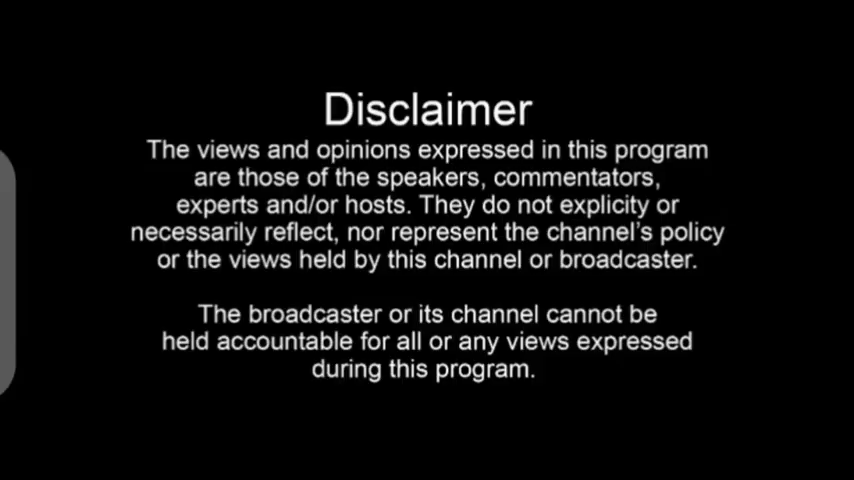 Disclaimer
The views and opinions expressed in this program
are those of the speakers, commentators,
experts and/or hosts. They do not explicity or
necessarily reflect, nor represent the channel's policy
or the views held by this channel or broadcaster.
The broadcaster or its channel cannot be
held accountable for all or any views expressed
during this program.